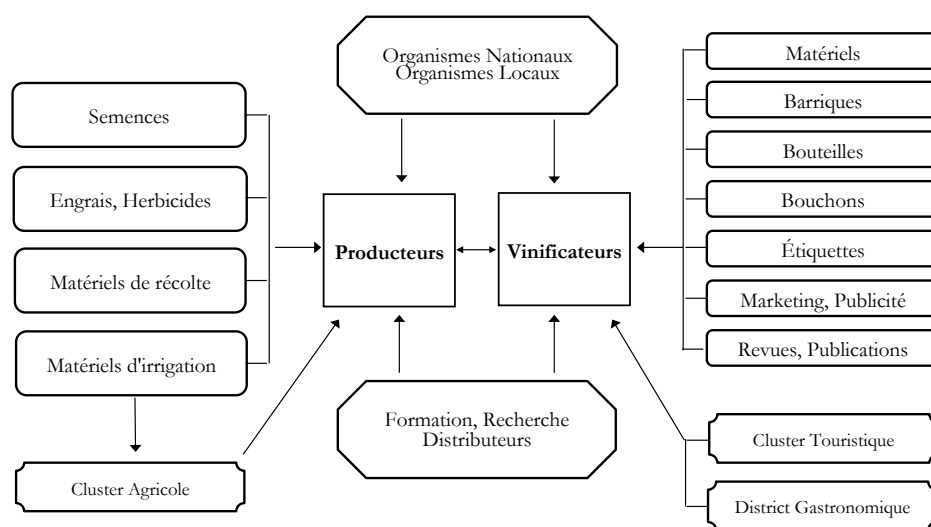 Organismes Nationaux
Organismes Locaux
Semences
Engrais, Herbicides
Matériels de récolte
Matériels d'irrigation
Cluster Agricole
Producteurs
Vinificateurs
Formation, Recherche
Distributeurs
Matériels
Barriques
Bouteilles
Bouchons
Étiquettes
Marketing, Publicité
Revues, Publications
Cluster Touristique
District Gastronomique